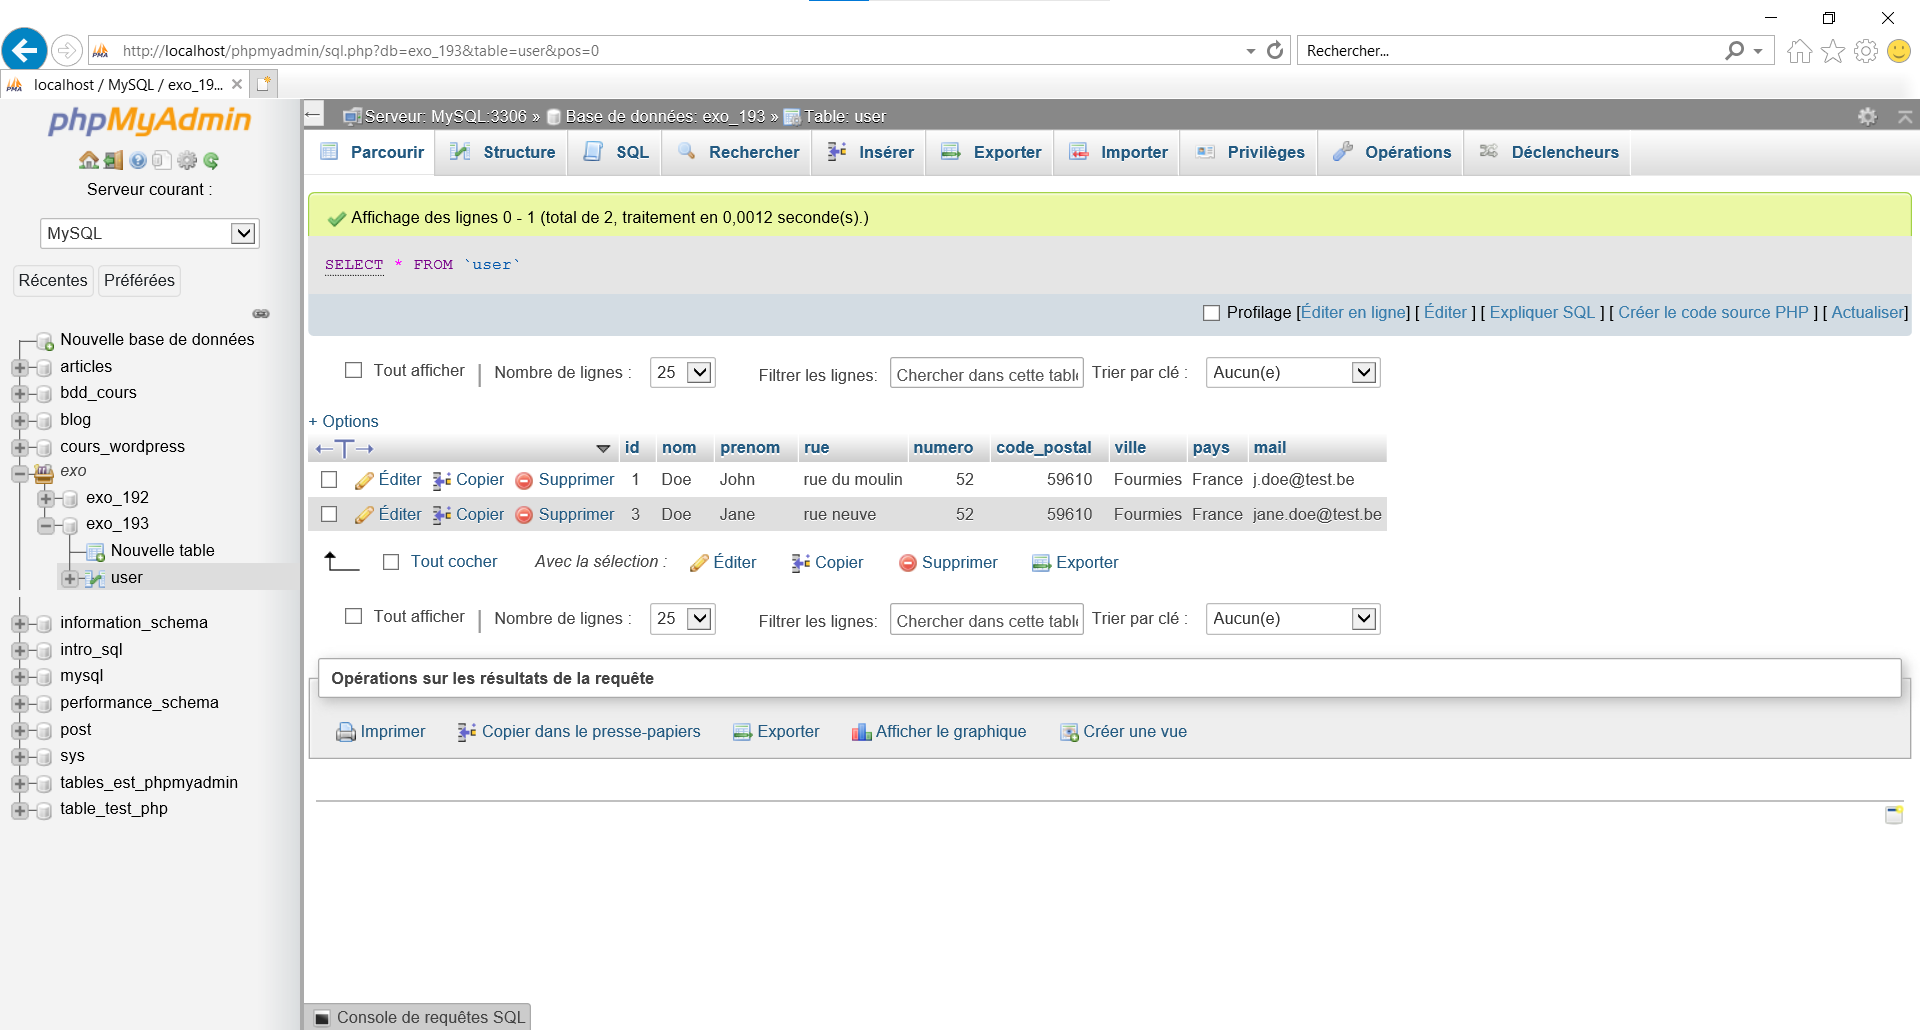 http://localhost/phpmyadmin/sql.php?db=exo_193&table=user&pos=0
Rechercher...
localhost / MySQL / exo_19...
phpMyAdmin
Serveur: MySQL:3306 » Base de données: exo_193 » Table: user
Parcourir Structure SQL Rechercher Insérer Exporter Importer Privilèges Opérations Déclencheurs
Serveur courant :
MySQL
Récentes Préférées
Nouvelle base de données
articles
bdd_cours
blog
cours_wordpress
exo
exo_192
exo_193
Nouvelle table
user
information_schema
intro_sql
mysql
performance_schema
post
sys
tables_est_phpmyadmin
table_test_php
Affichage des lignes 0 - 1 (total de 2, traitement en 0,0012 seconde(s).)
SELECT * FROM `user`
Profilage [Éditer en ligne] [ Éditer ] [ Expliquer SQL ] [ Créer le code source PHP ] [ Actualiser]
Tout afficher | Nombre de lignes : 25 Filtrer les lignes: Chercher dans cette table Trier par clé : Aucun(e)
+ Options
id nom prenom rue numero code_postal ville pays mail
Éditer Copier Supprimer 1 Doe John rue du moulin 52 59610 Fourmies France j.doe@test.be
Éditer Copier Supprimer 3 Doe Jane rue neuve 52 59610 Fourmies France jane.doe@test.be
Tout cocher Avec la sélection : Éditer Copier Supprimer Exporter
Tout afficher | Nombre de lignes : 25 Filtrer les lignes: Chercher dans cette table Trier par clé : Aucun(e)
Opérations sur les résultats de la requête
Imprimer Copier dans le presse-papiers Exporter Afficher le graphique Créer une vue
Console de requêtes SQL